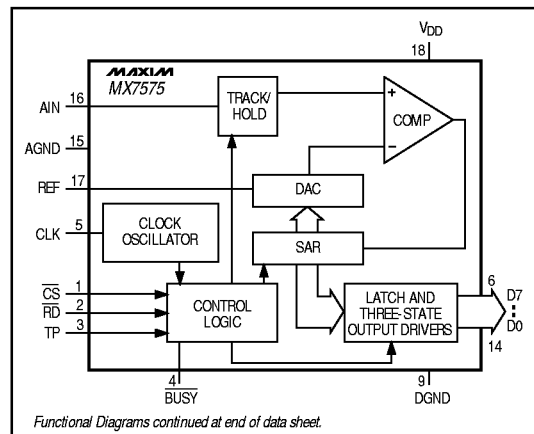 VDD
18
MAXIM
MX7575
AIN 16
TRACK/
HOLD
+
COMP
–
AGND 15
REF 17
DAC
CLK 5
CLOCK
OSCILLATOR
SAR
CS 1
RD 2
TP 3
CONTROL
LOGIC
LATCH AND
THREE-STATE
OUTPUT DRIVERS
6
D7
D0
14
4
BUSY
9
DGND
Functional Diagrams continued at end of data sheet.